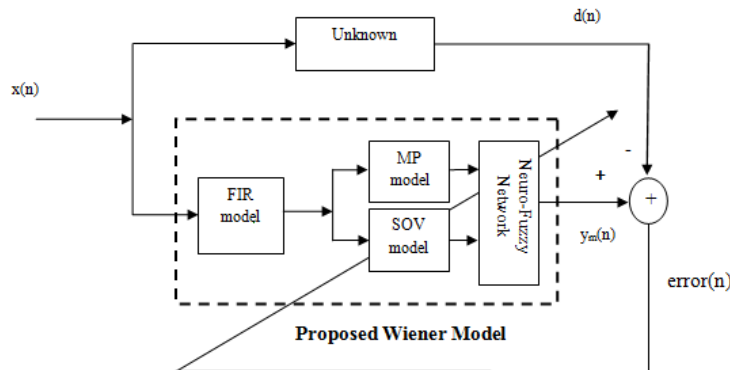 d(n)
Unknown
x(n)
MP
model
Neuro-Fuzzy
Network
FIR
model
SOV
model
-
+
+
yₘ(n)
error(n)
Proposed Wiener Model